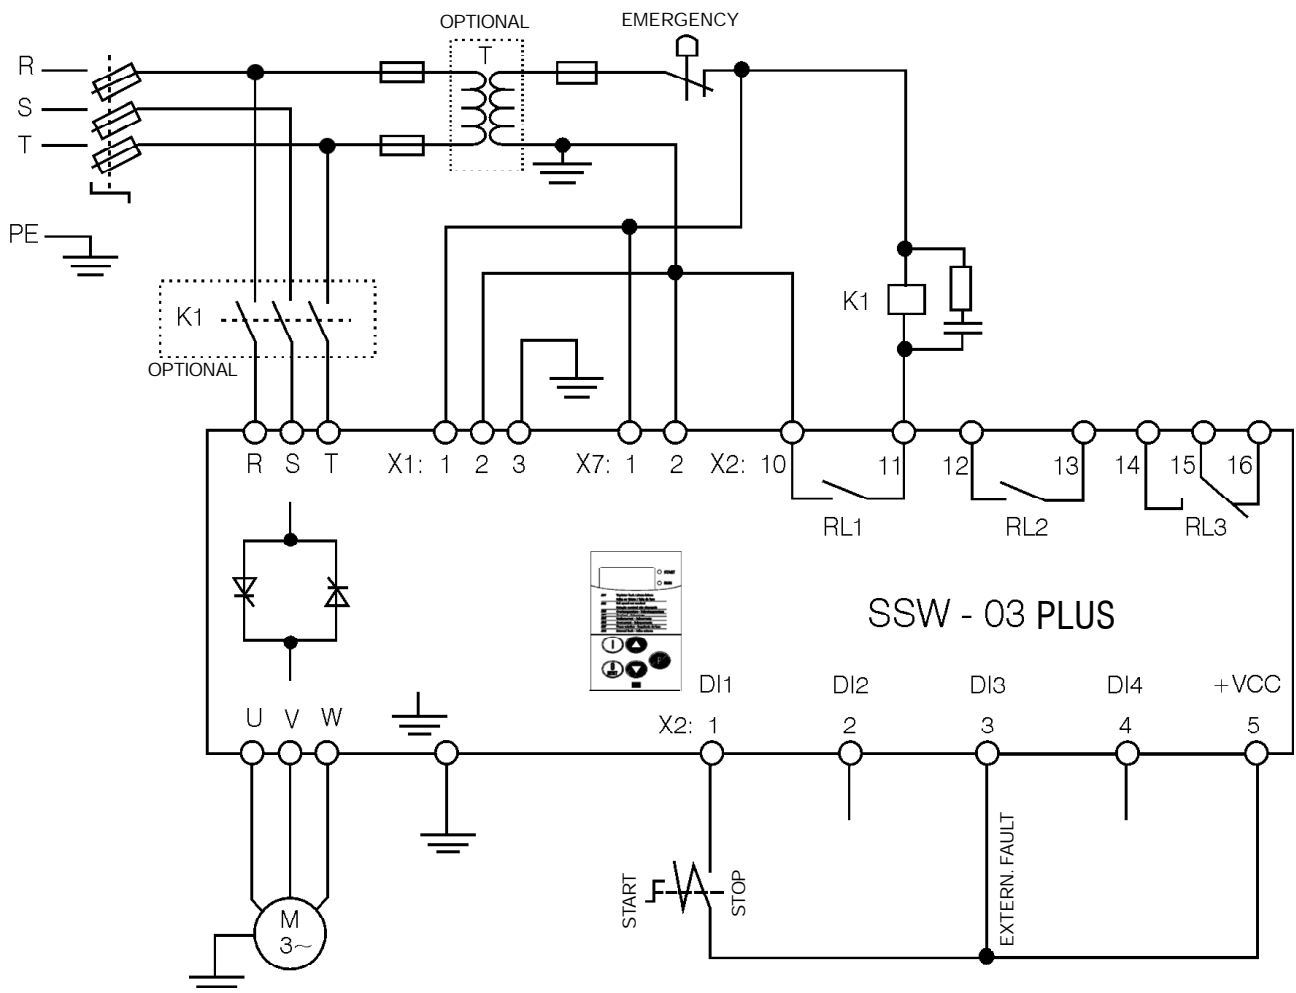 OPTIONAL
EMERGENCY
T
R
S
T
PE
K1
OPTIONAL
K1
R S T X1: 1 2 3 X7: 1 2 X2: 10 11 12 13 14 15 16
RL1 RL2 RL3
START
SSW - 03 PLUS
DI1 DI2 DI3 DI4 +VCC
U V W
X2: 1 2 3 4 5
START
STOP
EXTERN. FAULT
M
3~